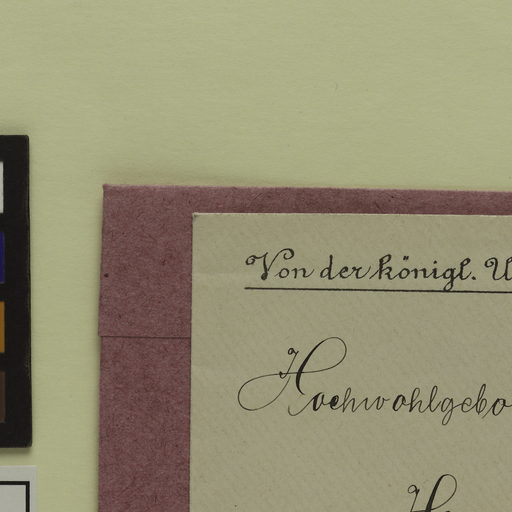 Von der königl. U
Hochwohlgebo
H